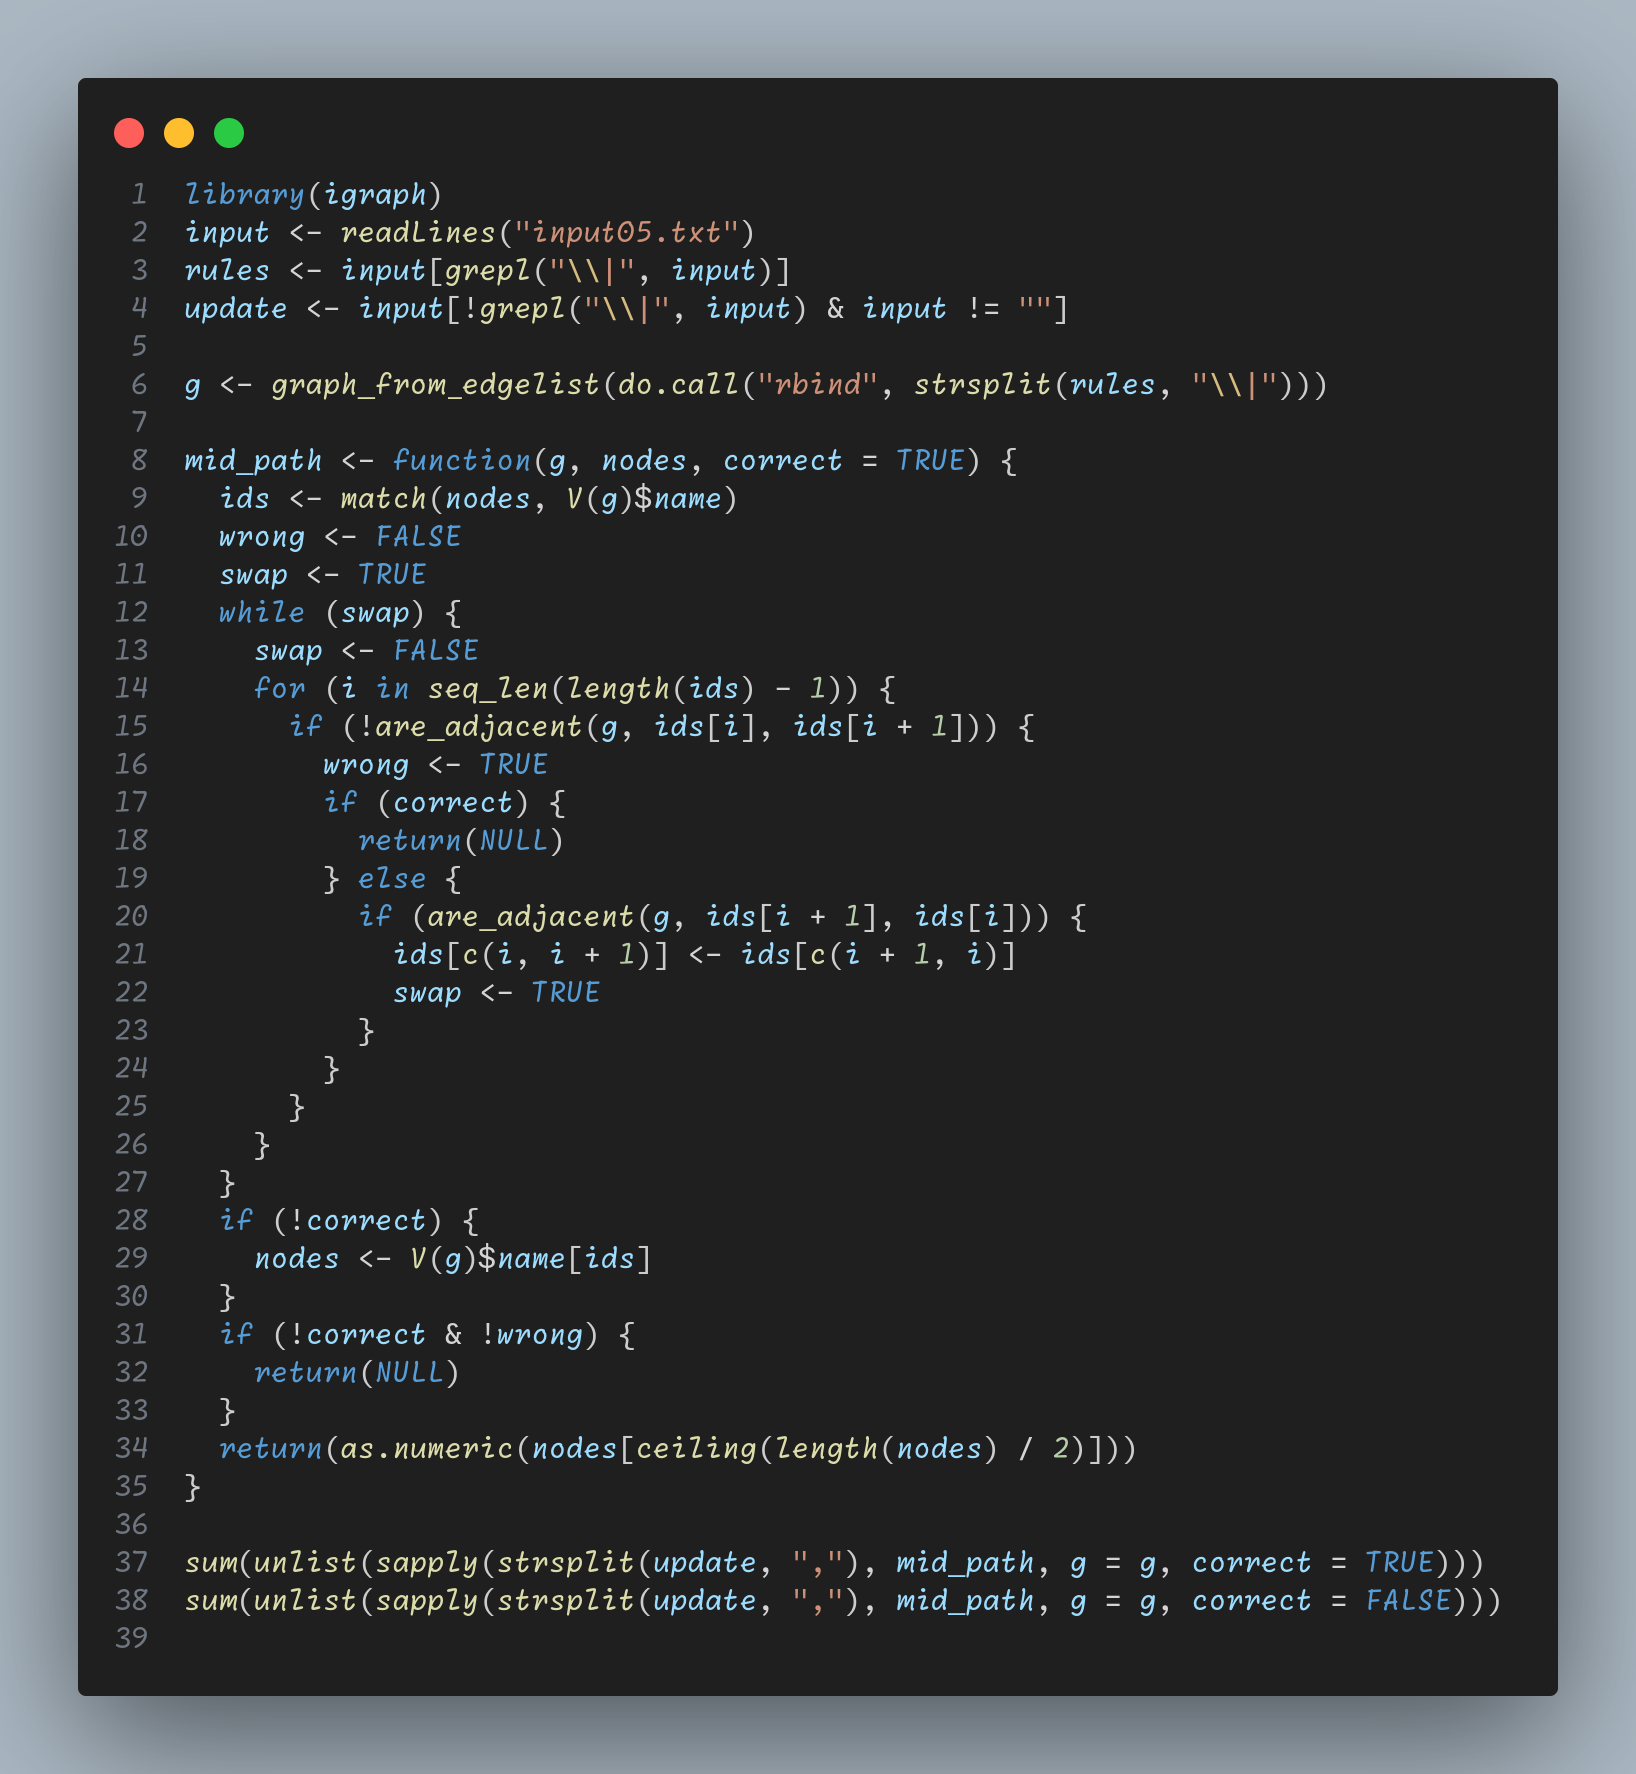 1 library(igraph)
2 input <- readLines("input05.txt")
3 rules <- input[grepl("\\|", input)]
4 update <- input[!grepl("\\|", input) & input != ""]
5
6 g <- graph_from_edgelist(do.call("rbind", strsplit(rules, "\\|")))
7
8 mid_path <- function(g, nodes, correct = TRUE) {
9   ids <- match(nodes, V(g)$name)
10   wrong <- FALSE
11   swap <- TRUE
12   while (swap) {
13     swap <- FALSE
14     for (i in seq_len(length(ids) - 1)) {
15       if (!are_adjacent(g, ids[i], ids[i + 1])) {
16         wrong <- TRUE
17         if (correct) {
18           return(NULL)
19         } else {
20           if (are_adjacent(g, ids[i + 1], ids[i])) {
21             ids[c(i, i + 1)] <- ids[c(i + 1, i)]
22             swap <- TRUE
23           }
24         }
25       }
26     }
27   }
28   if (!correct) {
29     nodes <- V(g)$name[ids]
30   }
31   if (!correct & !wrong) {
32     return(NULL)
33   }
34   return(as.numeric(nodes[ceiling(length(nodes) / 2)]))
35 }
36
37 sum(unlist(sapply(strsplit(update, ","), mid_path, g = g, correct = TRUE)))
38 sum(unlist(sapply(strsplit(update, ","), mid_path, g = g, correct = FALSE)))
39